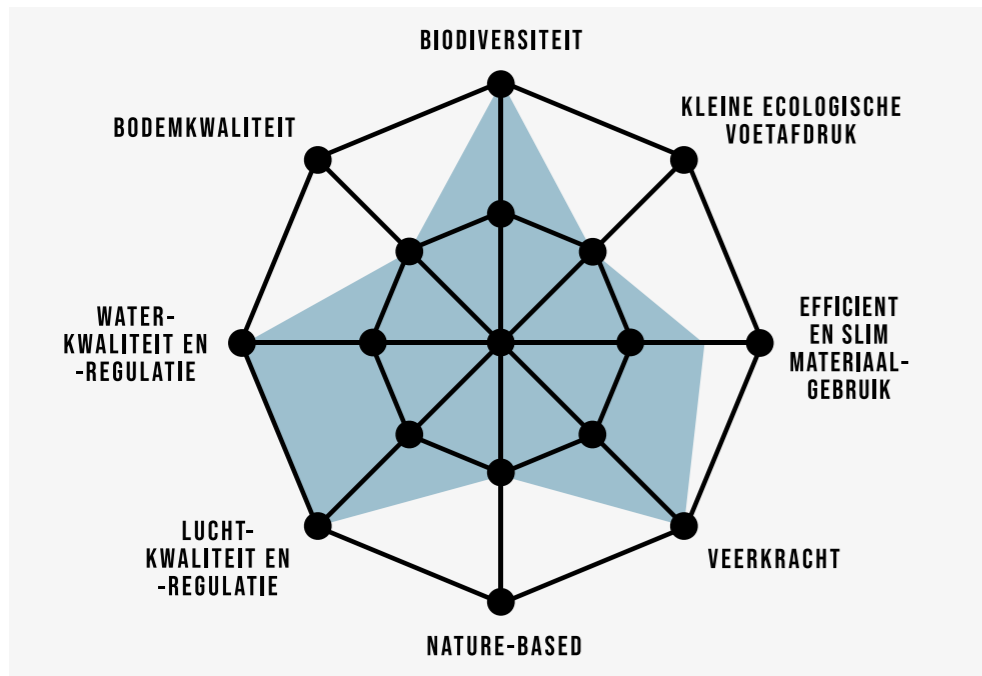 BIODIVERSITEIT
KLEINE ECOLOGISCHE
VOETAFDRUK
EFFICIENT
EN SLIM
MATERIAAL-
GEBRUIK
VEERKRACHT
NATURE-BASED
LUCHT-
KWALITEIT EN
-REGULATIE
WATER-
KWALITEIT EN
-REGULATIE
BODEMKWALITEIT